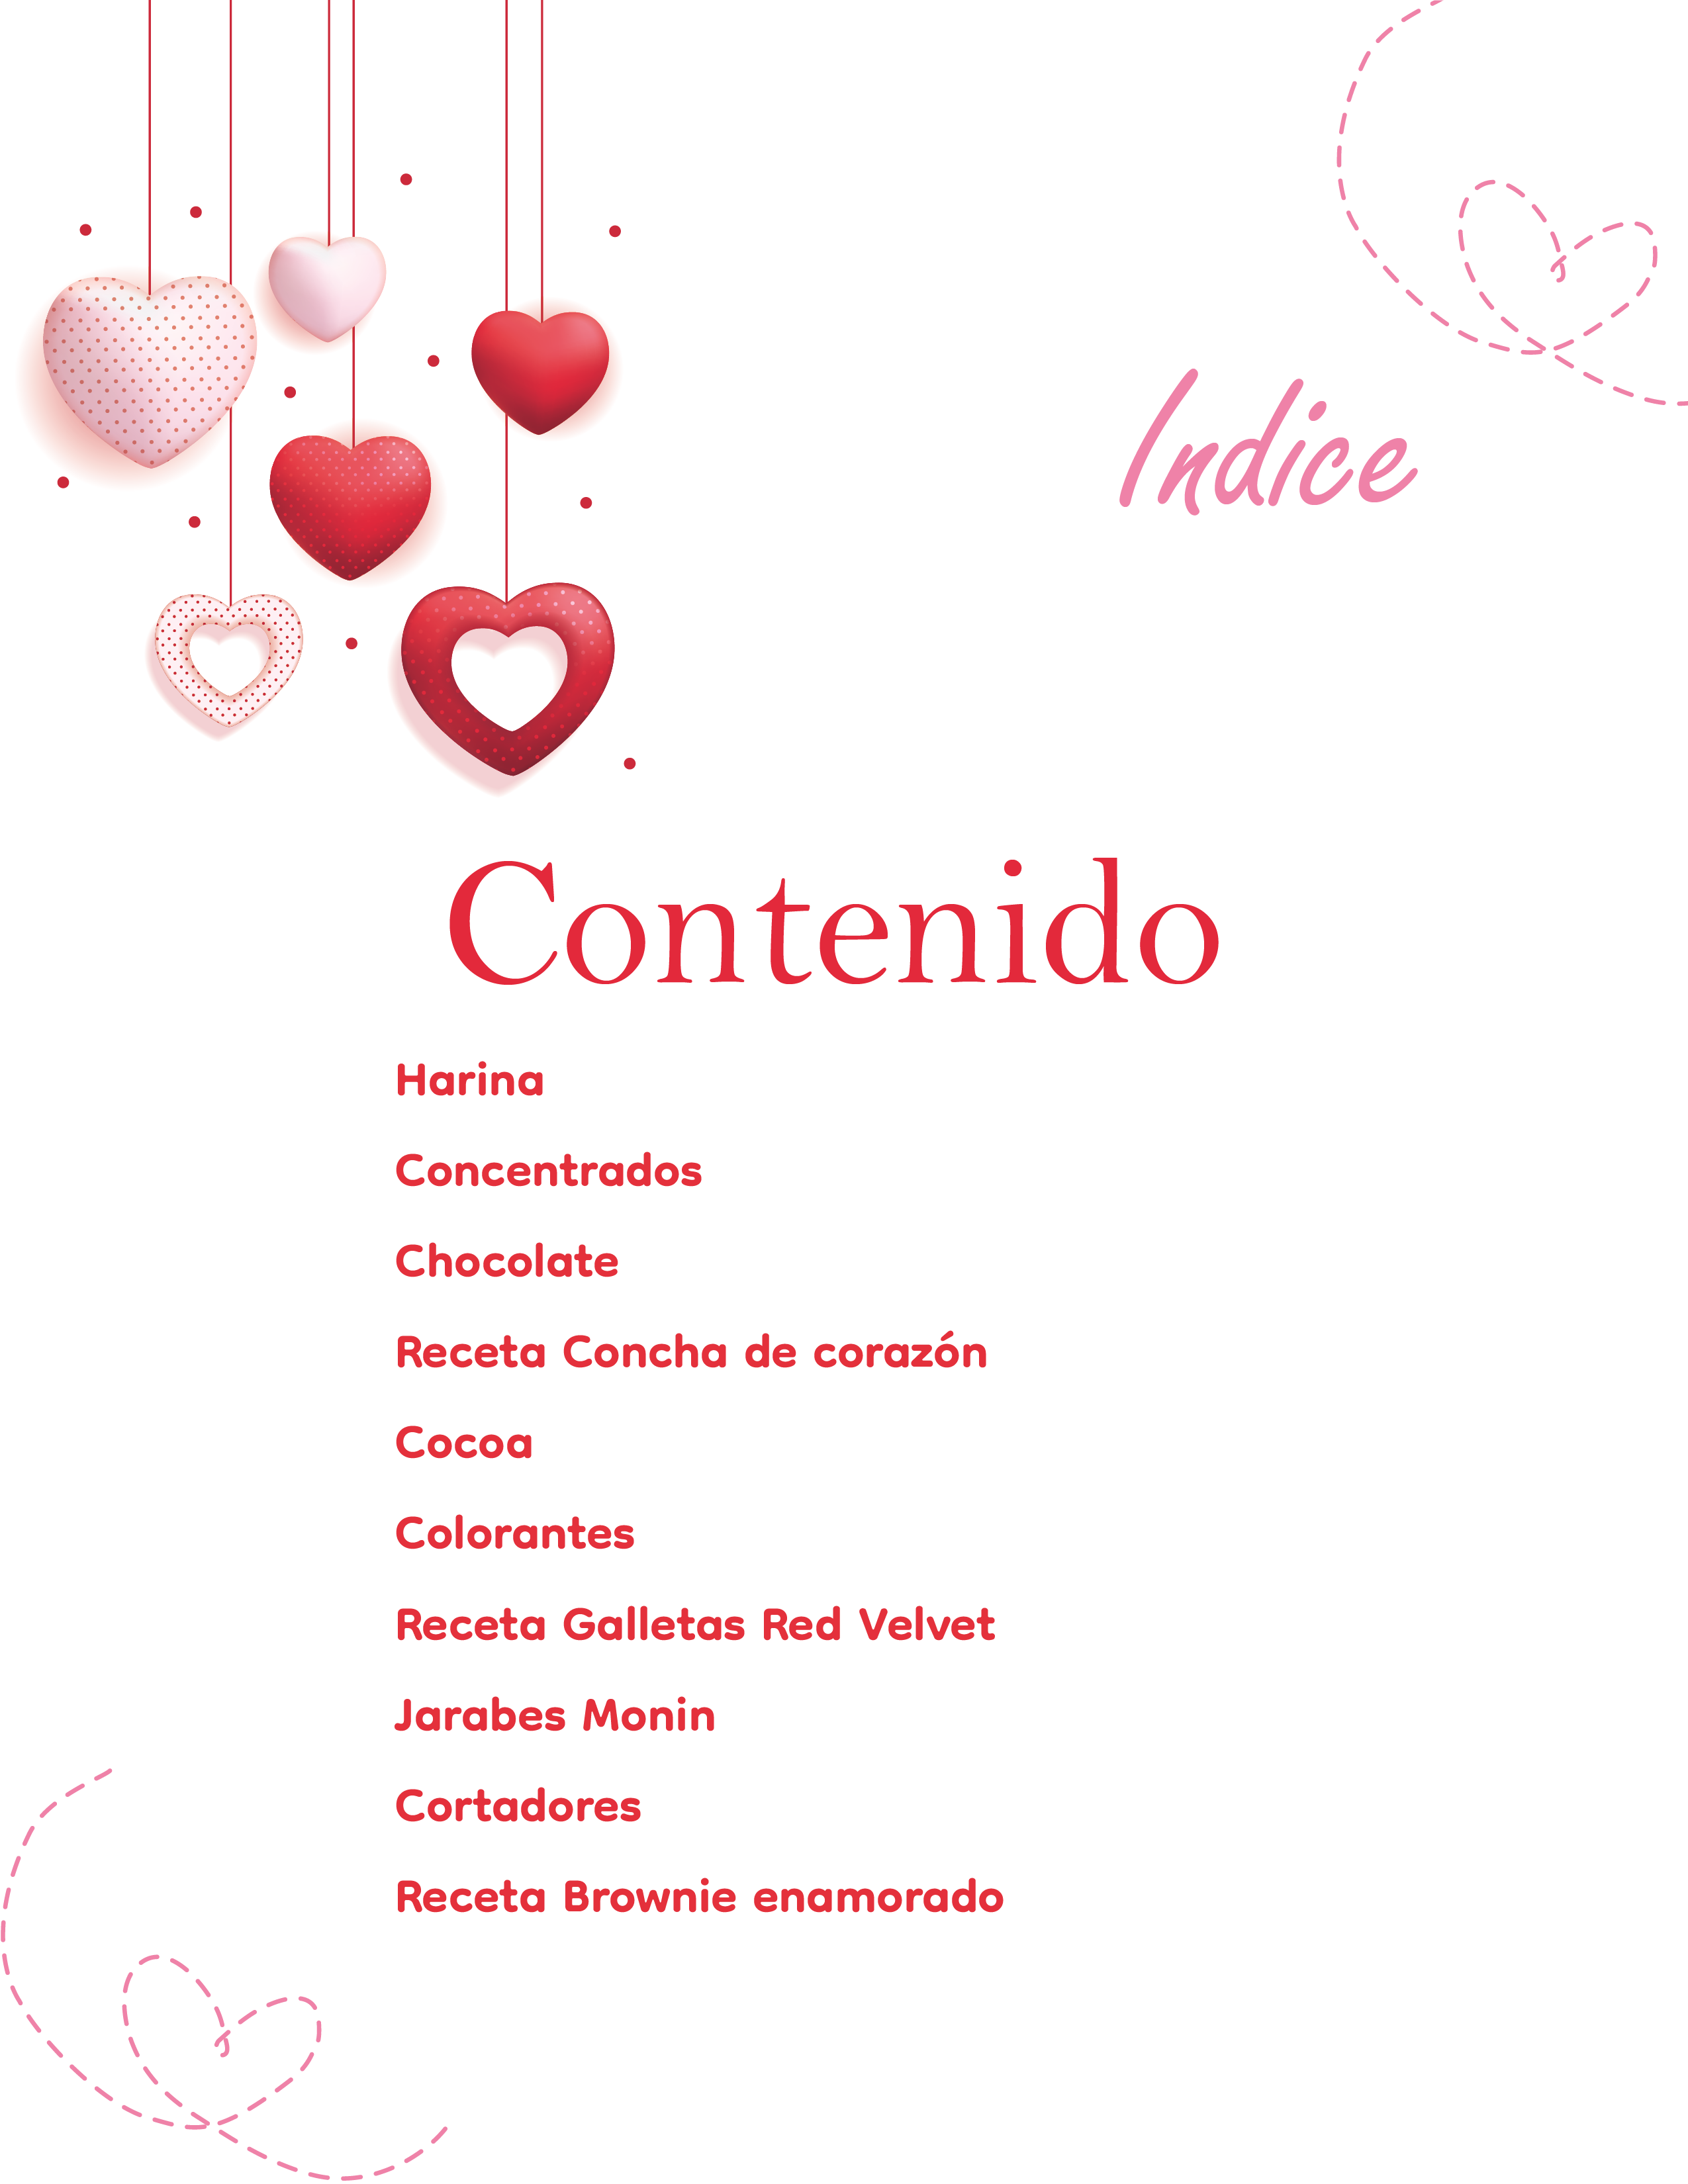 Indice
Contenido
Harina
Concentrados
Chocolate
Receta Concha de corazón
Cocoa
Colorantes
Receta Galletas Red Velvet
Jarabes Monin
Cortadores
Receta Brownie enamorado